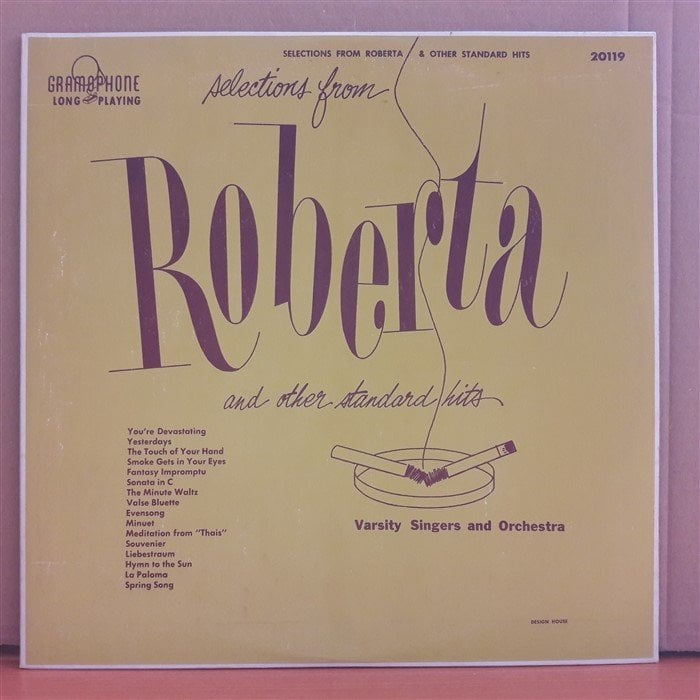 SELECTIONS FROM ROBERTA & OTHER STANDARD HITS
20119
GRAMOPHONE
LONG PLAYING
selections from
Roberta
and other standard hits
You're Devastating
Yesterdays
The Touch of Your Hand
Smoke Gets in Your Eyes
Fantasy Impromptu
Sonata in C
The Minute Waltz
Valse Bluette
Evensong
Minuet
Meditation from "Thais"
Souvenier
Liebestraum
Hymn to the Sun
La Paloma
Spring Song
Varsity Singers and Orchestra
DESIGN HOUSE